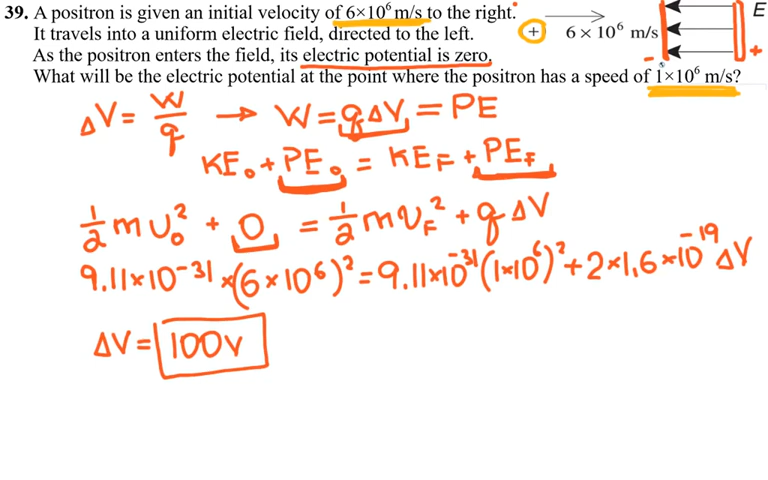 39. A positron is given an initial velocity of 6×10⁶ m/s to the right.
It travels into a uniform electric field, directed to the left.
As the positron enters the field, its electric potential is zero.
What will be the electric potential at the point where the positron has a speed of 1×10⁶ m/s?
+ 6 × 10⁶ m/s - E +
ΔV = W/q → W = qΔV = PE
KE₀ + PE₀ = KE_F + PE_F
1/2 m v₀² + 0 = 1/2 m v_F² + qΔV
9.11×10⁻³¹ × (6×10⁶)² = 9.11×10⁻³¹ (1×10⁶)² + 2×1.6×10⁻¹⁹ ΔV
ΔV = 100V